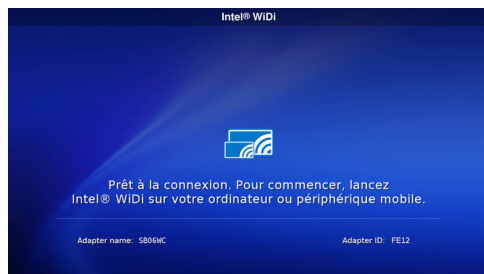 Intel® WiDi
Prêt à la connexion. Pour commencer, lancez
Intel® WiDi sur votre ordinateur ou périphérique mobile.
Adapter name: SB06WC
Adapter ID: FE12